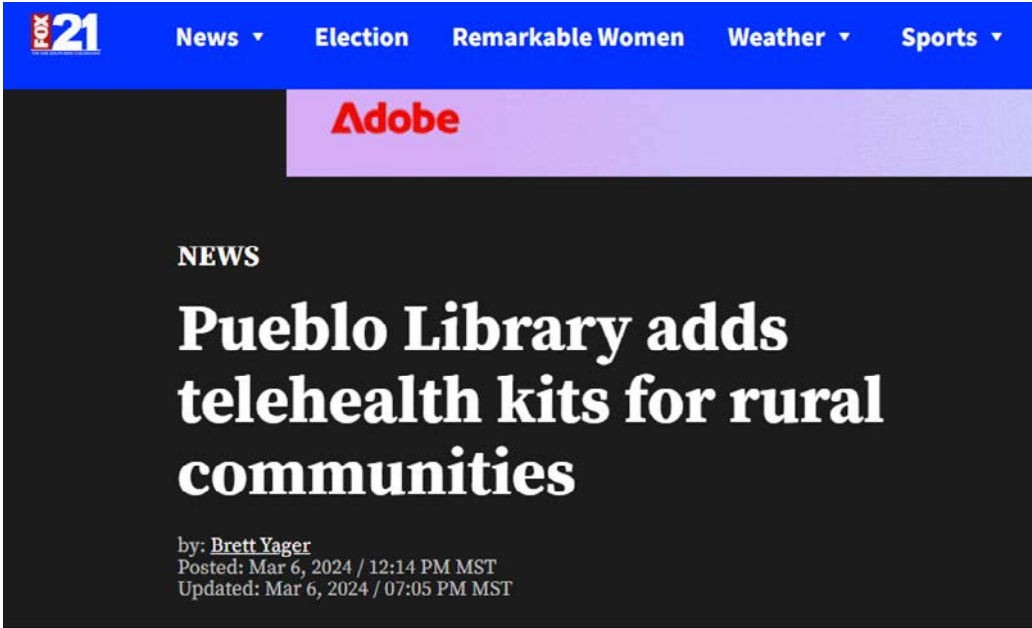 FOX 21
News Election Remarkable Women Weather Sports
Adobe
NEWS
Pueblo Library adds
telehealth kits for rural
communities
by: Brett Yager
Posted: Mar 6, 2024 / 12:14 PM MST
Updated: Mar 6, 2024 / 07:05 PM MST